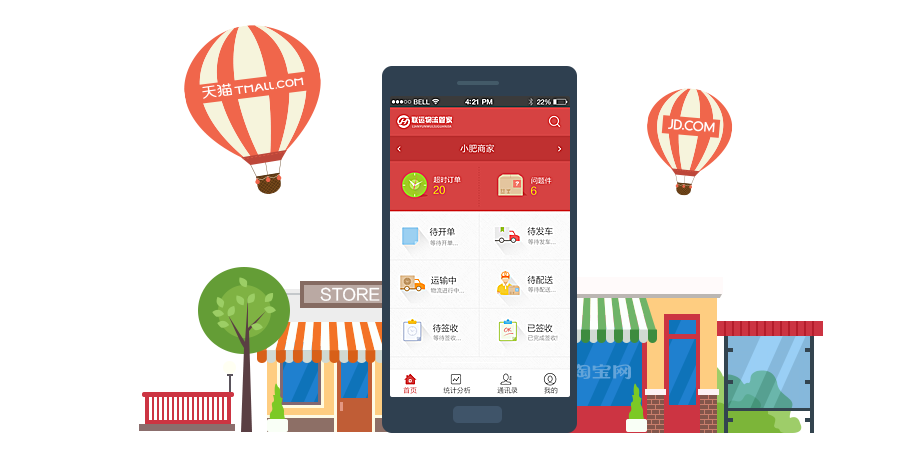 天猫 TMALL.COM
JD.COM
BELL
4:21 PM
22%
联运物流管家
小肥商家
超时订单
20
问题件
6
待开单
等待开单...
待发车
等待发车...
运输中
物流进行中...
待配送
等待配送...
待签收
等待签收...
OK
已签收
已完成签收!
首页
统计分析
通讯录
我的
STORE
淘宝网